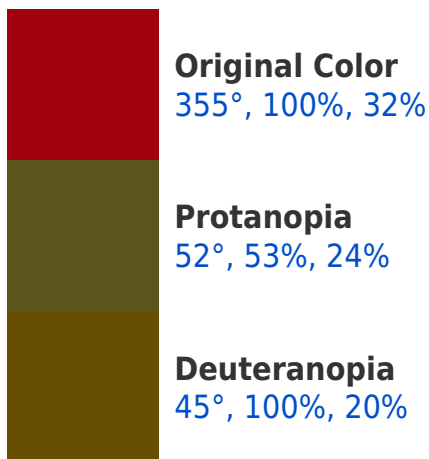 Original Color
355°, 100%, 32%
Protanopia
52°, 53%, 24%
Deuteranopia
45°, 100%, 20%